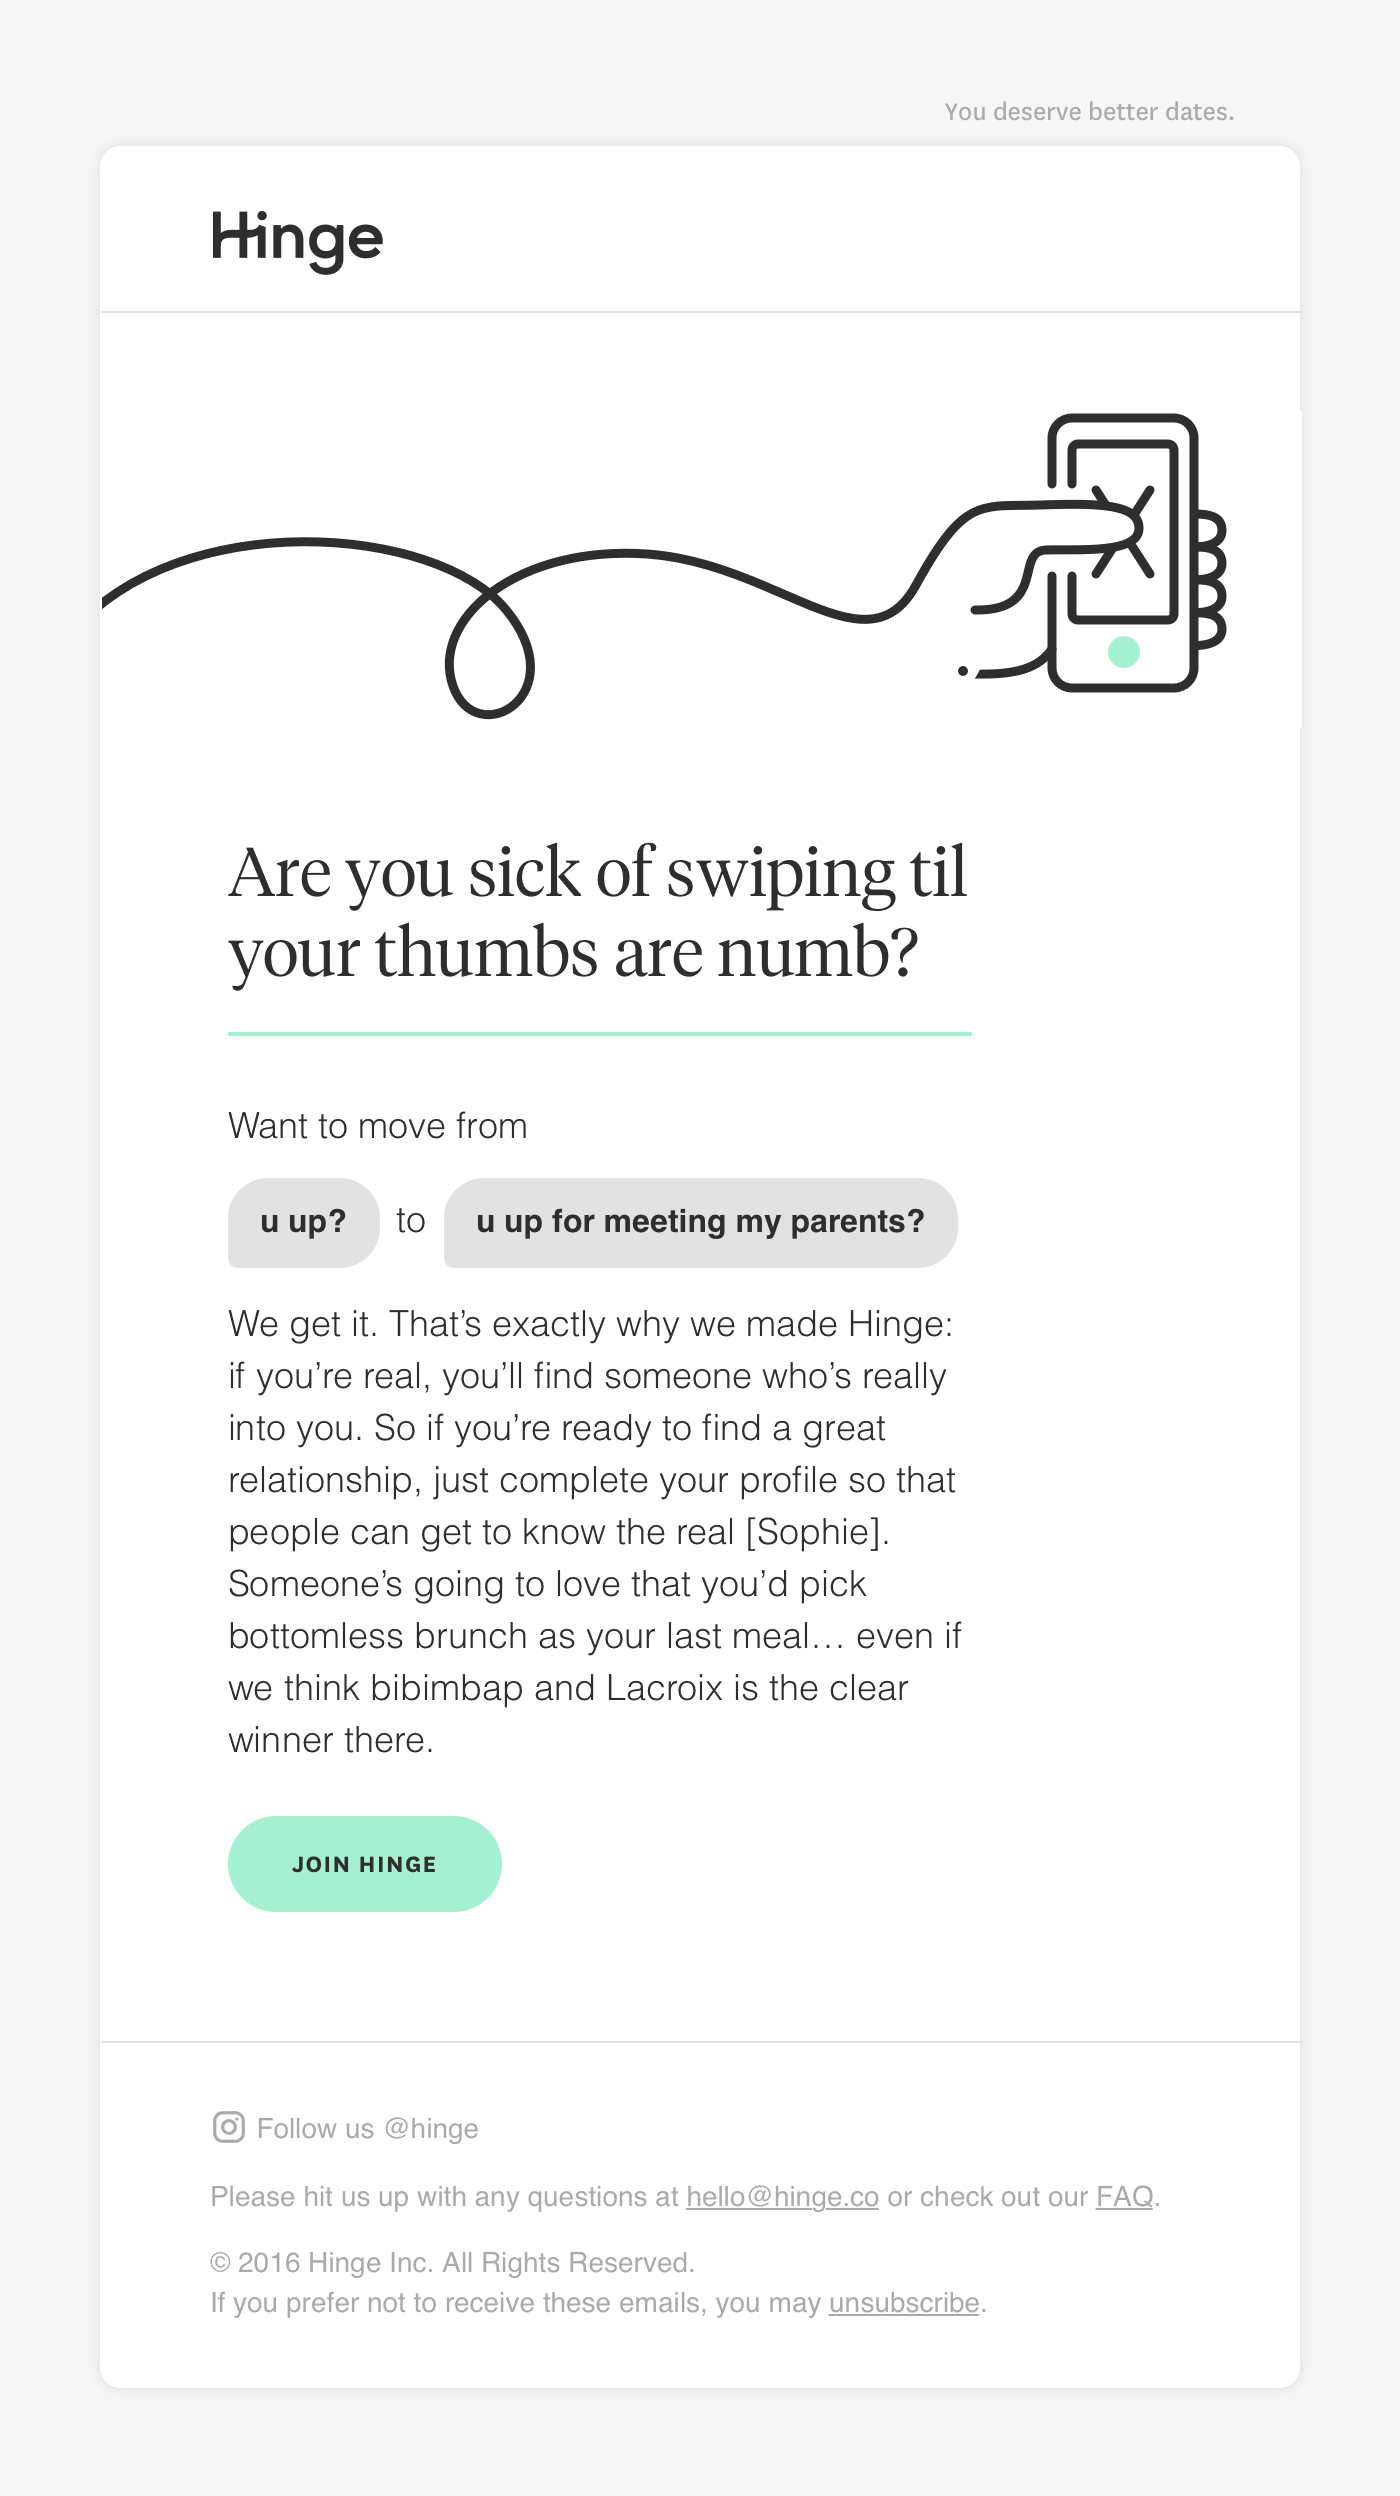 You deserve better dates.
Hinge
Are you sick of swiping til
your thumbs are numb?
Want to move from
u up? to u up for meeting my parents?
We get it. That’s exactly why we made Hinge:
if you’re real, you’ll find someone who’s really
into you. So if you’re ready to find a great
relationship, just complete your profile so that
people can get to know the real [Sophie].
Someone’s going to love that you’d pick
bottomless brunch as your last meal… even if
we think bibimbap and Lacroix is the clear
winner there.
JOIN HINGE
Follow us @hinge
Please hit us up with any questions at hello@hinge.co or check out our FAQ.
© 2016 Hinge Inc. All Rights Reserved.
If you prefer not to receive these emails, you may unsubscribe.